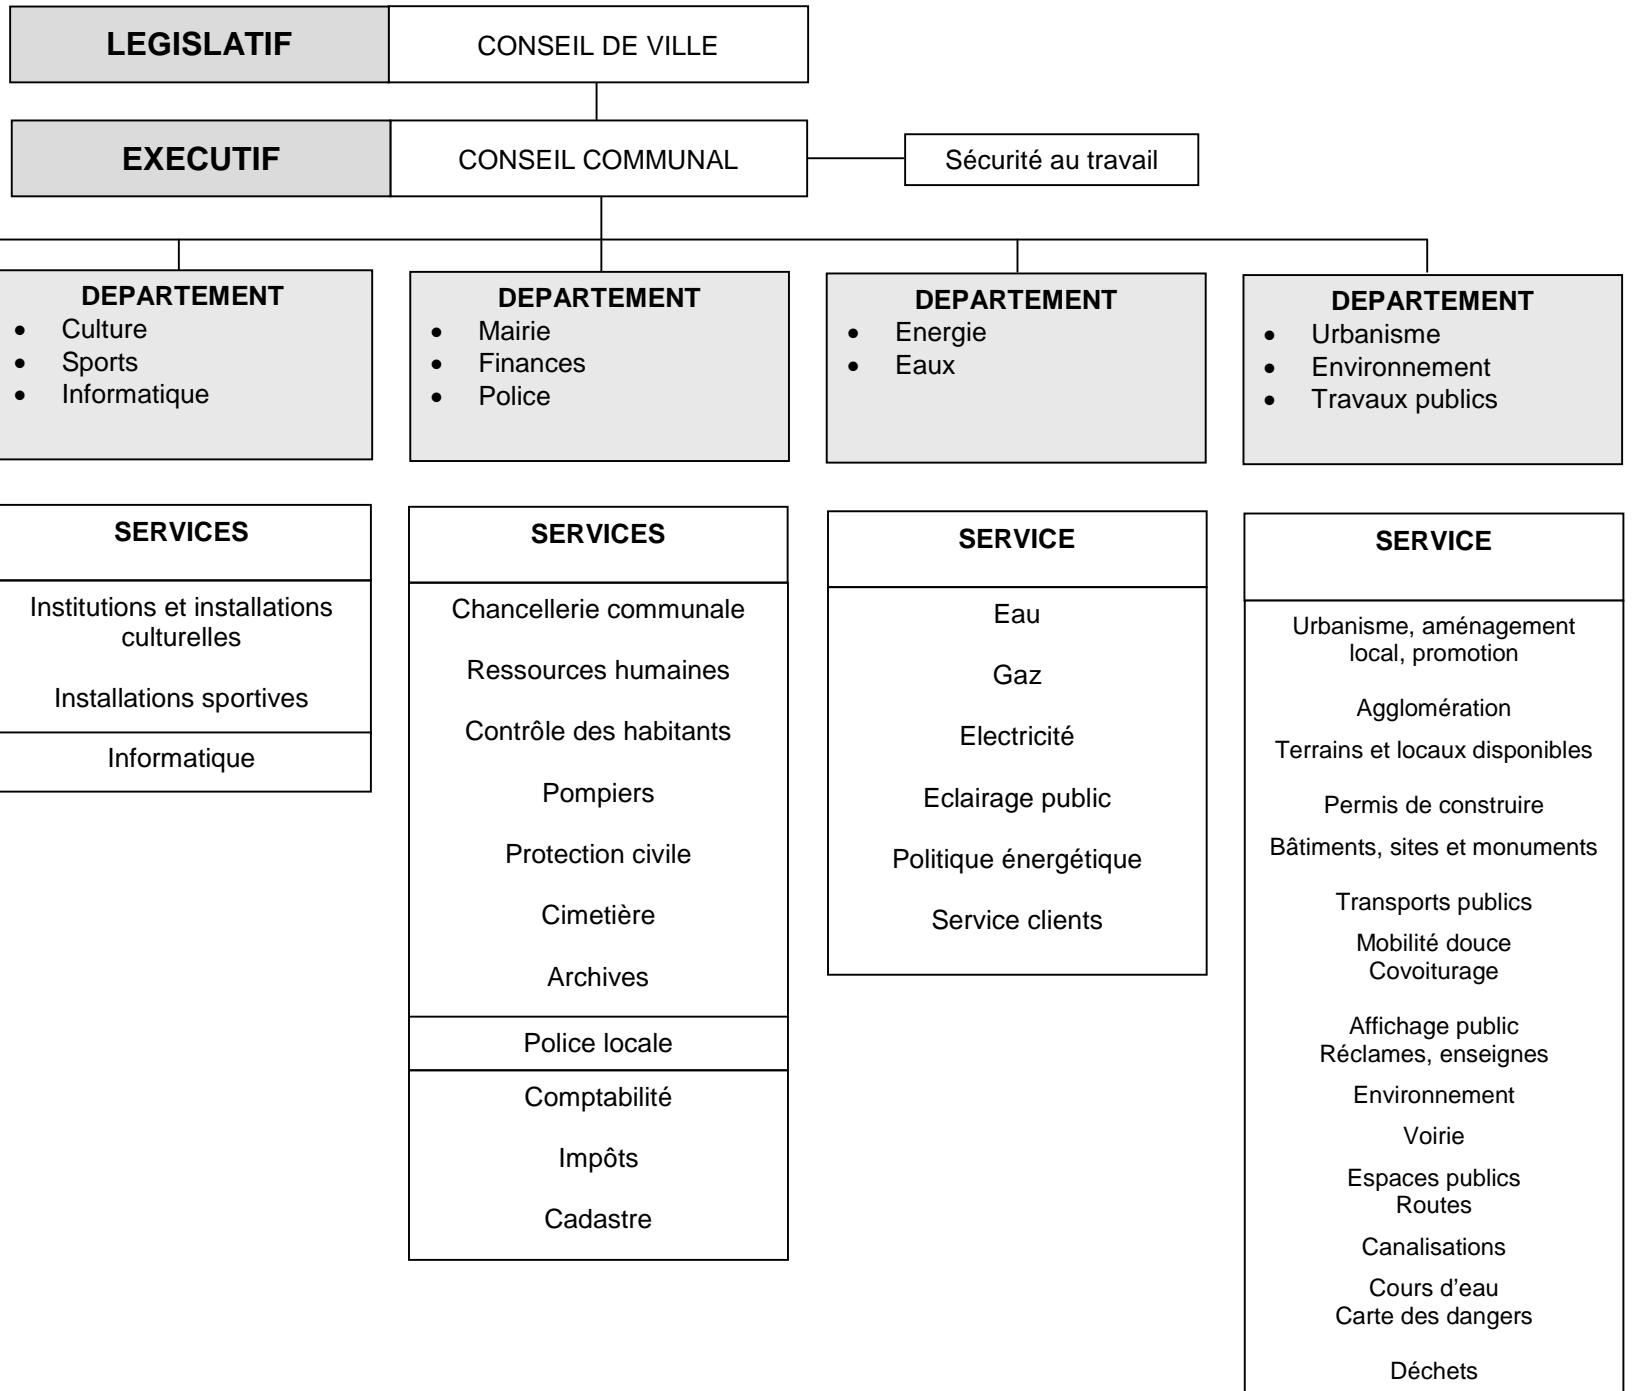 LEGISLATIF
CONSEIL DE VILLE
EXECUTIF
CONSEIL COMMUNAL
Sécurité au travail
DEPARTEMENT
• Culture
• Sports
• Informatique
DEPARTEMENT
• Mairie
• Finances
• Police
DEPARTEMENT
• Energie
• Eaux
DEPARTEMENT
• Urbanisme
• Environnement
• Travaux publics
SERVICES
Institutions et installations
culturelles
Installations sportives
Informatique
SERVICES
Chancellerie communale
Ressources humaines
Contrôle des habitants
Pompiers
Protection civile
Cimetière
Archives
Police locale
Comptabilité
Impôts
Cadastre
SERVICE
Eau
Gaz
Electricité
Eclairage public
Politique énergétique
Service clients
SERVICE
Urbanisme, aménagement
local, promotion
Agglomération
Terrains et locaux disponibles
Permis de construire
Bâtiments, sites et monuments
Transports publics
Mobilité douce
Covoiturage
Affichage public
Réclames, enseignes
Environnement
Voirie
Espaces publics
Routes
Canalisations
Cours d’eau
Carte des dangers
Déchets